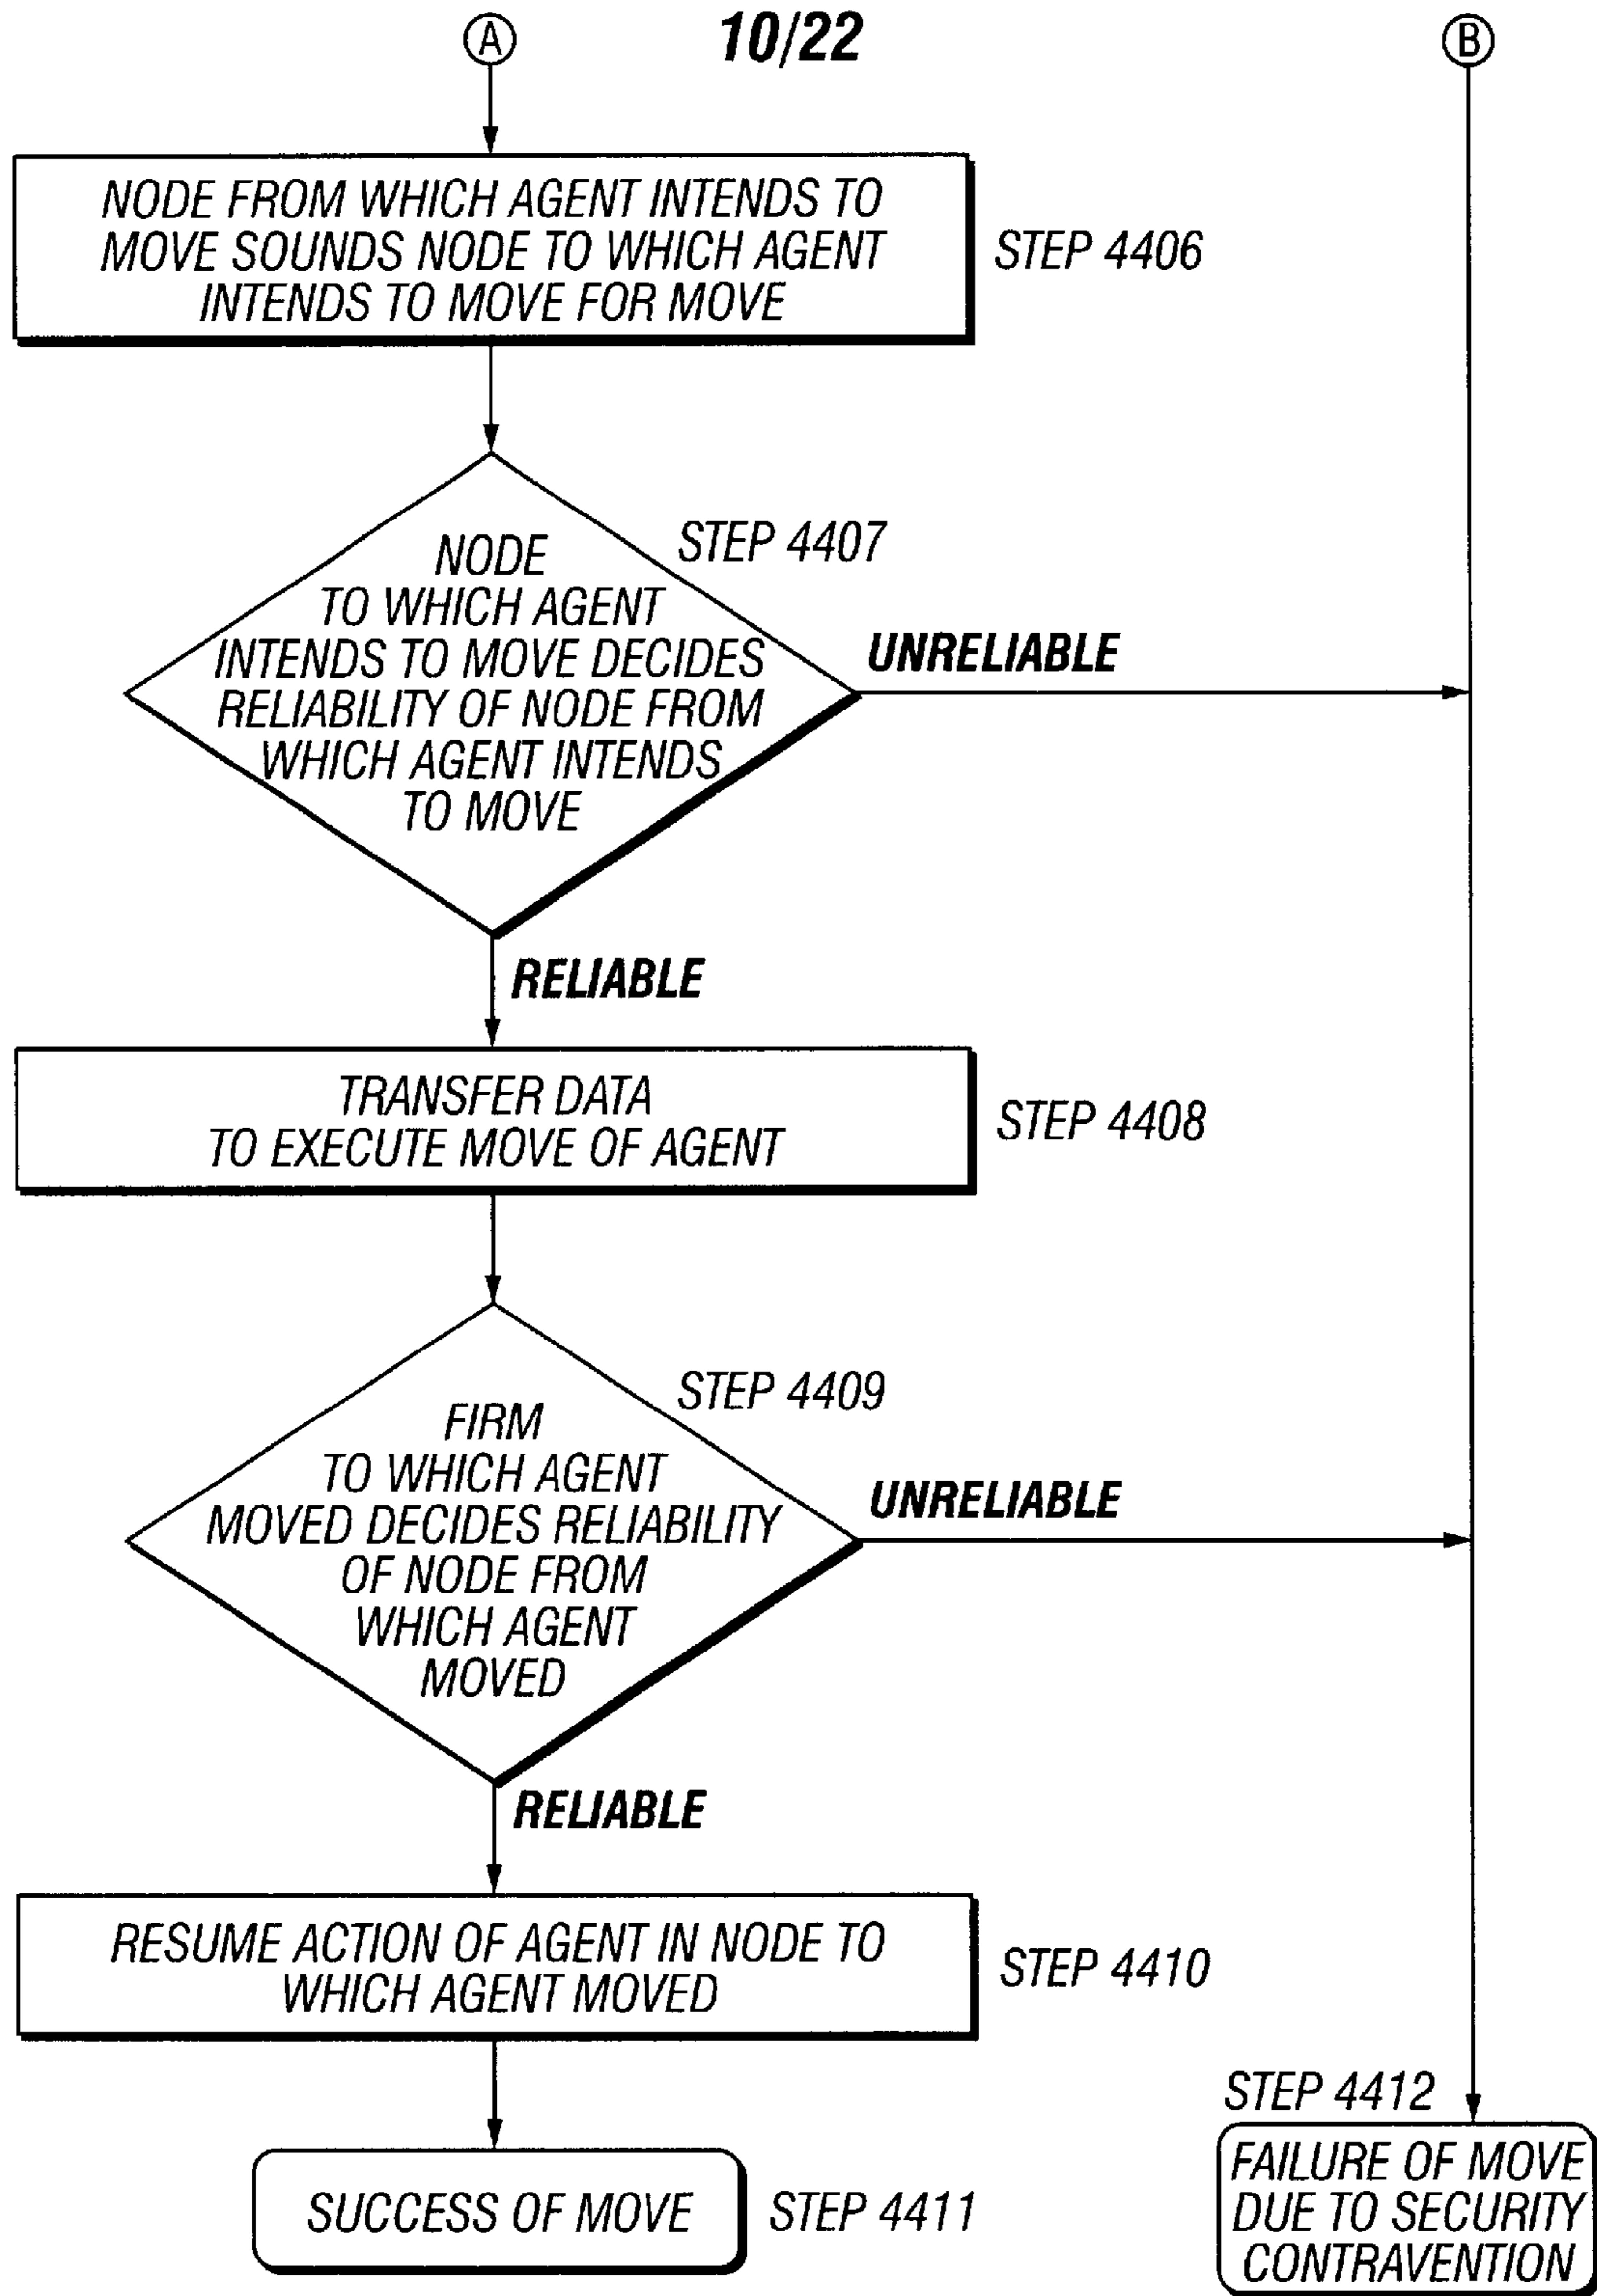 A
10/22
B
NODE FROM WHICH AGENT INTENDS TO
MOVE SOUNDS NODE TO WHICH AGENT
INTENDS TO MOVE FOR MOVE
STEP 4406
STEP 4407
NODE
TO WHICH AGENT
INTENDS TO MOVE DECIDES
RELIABILITY OF NODE FROM
WHICH AGENT INTENDS
TO MOVE
UNRELIABLE
RELIABLE
TRANSFER DATA
TO EXECUTE MOVE OF AGENT
STEP 4408
STEP 4409
FIRM
TO WHICH AGENT
MOVED DECIDES RELIABILITY
OF NODE FROM
WHICH AGENT
MOVED
UNRELIABLE
RELIABLE
RESUME ACTION OF AGENT IN NODE TO
WHICH AGENT MOVED
STEP 4410
SUCCESS OF MOVE
STEP 4411
STEP 4412
FAILURE OF MOVE
DUE TO SECURITY
CONTRAVENTION